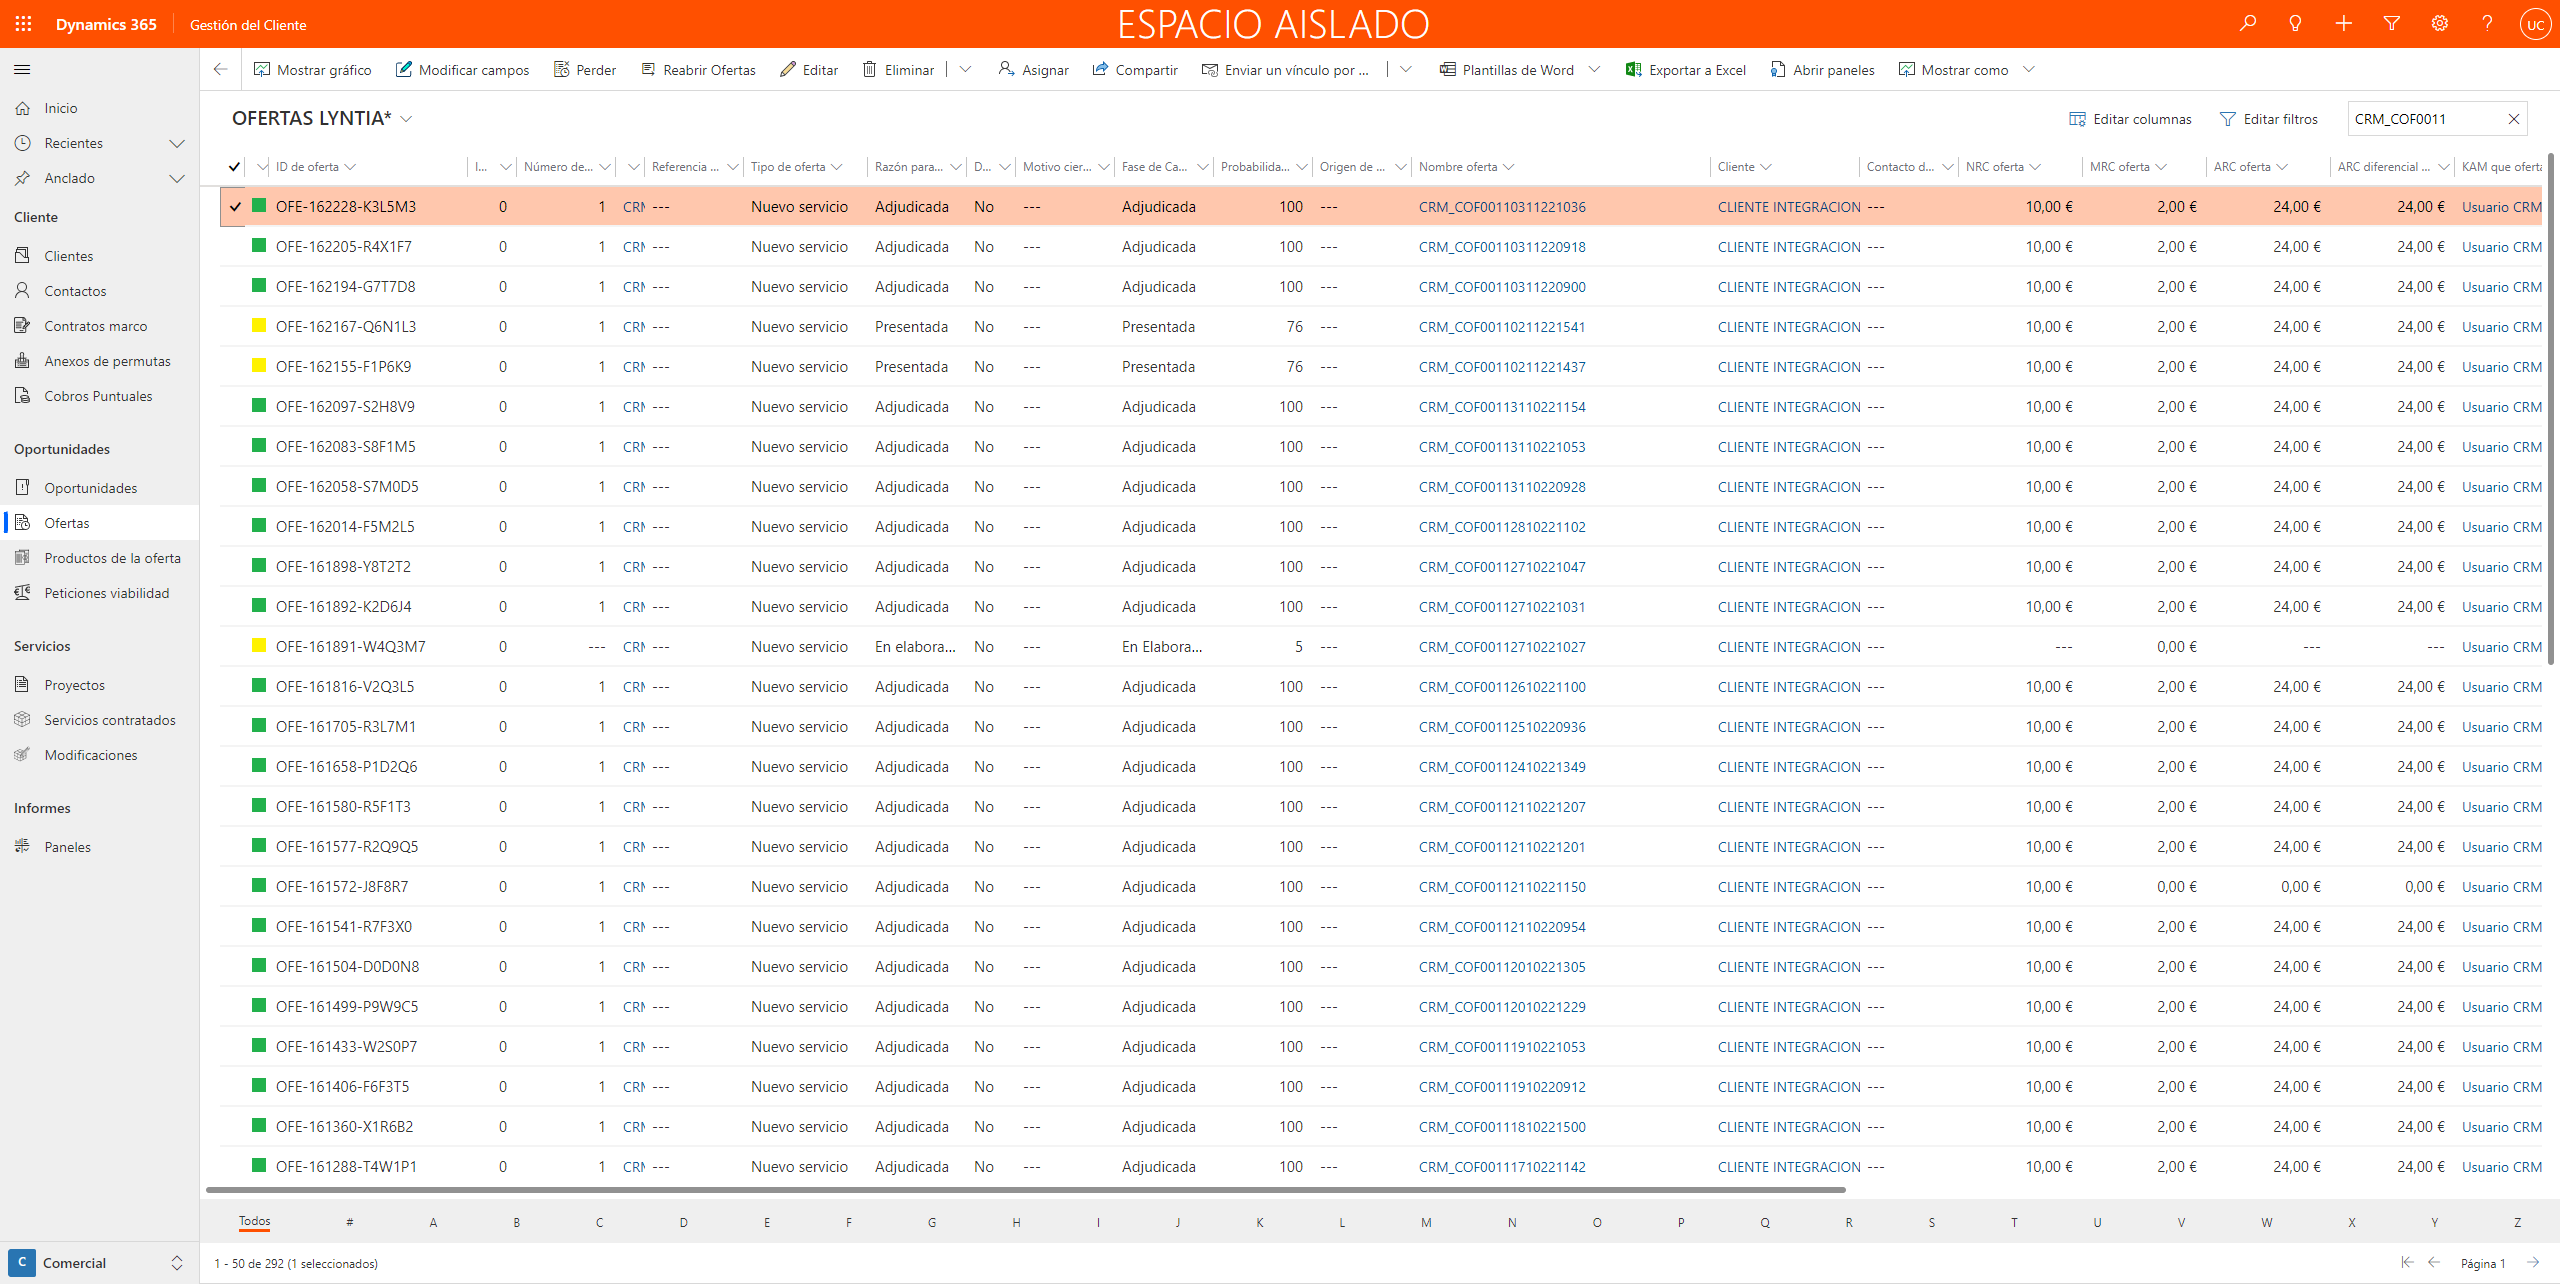 Dynamics 365 Gestión del Cliente ESPACIO AISLADO UC
Mostrar gráfico Modificar campos Perder Reabrir Ofertas Editar Eliminar Asignar Compartir Enviar un vínculo por ... Plantillas de Word Exportar a Excel Abrir paneles Mostrar como
Inicio
Recientes
Anclado
Cliente
Clientes
Contactos
Contratos marco
Anexos de permutas
Cobros Puntuales
Oportunidades
Oportunidades
Ofertas
Productos de la oferta
Peticiones viabilidad
Servicios
Proyectos
Servicios contratados
Modificaciones
Informes
Paneles
C Comercial
OFERTAS LYNTIA* Editar columnas Editar filtros CRM_COF0011
ID de oferta I... Número de... Referencia ... Tipo de oferta Razón para... D... Motivo cier... Fase de Ca... Probabilida... Origen de ... Nombre oferta Cliente Contacto d... NRC oferta MRC oferta ARC oferta ARC diferencial ... KAM que oferta
OFE-162228-K3L5M3 0 1 CRM --- Nuevo servicio Adjudicada No --- Adjudicada 100 --- CRM_COF00110311221036 CLIENTE INTEGRACION --- 10,00 € 2,00 € 24,00 € 24,00 € Usuario CRM
OFE-162205-R4X1F7 0 1 CRM --- Nuevo servicio Adjudicada No --- Adjudicada 100 --- CRM_COF00110311220918 CLIENTE INTEGRACION --- 10,00 € 2,00 € 24,00 € 24,00 € Usuario CRM
OFE-162194-G7T7D8 0 1 CRM --- Nuevo servicio Adjudicada No --- Adjudicada 100 --- CRM_COF00110311220900 CLIENTE INTEGRACION --- 10,00 € 2,00 € 24,00 € 24,00 € Usuario CRM
OFE-162167-Q6N1L3 0 1 CRM --- Nuevo servicio Presentada No --- Presentada 76 --- CRM_COF00110211221541 CLIENTE INTEGRACION --- 10,00 € 2,00 € 24,00 € 24,00 € Usuario CRM
OFE-162155-F1P6K9 0 1 CRM --- Nuevo servicio Presentada No --- Presentada 76 --- CRM_COF00110211221437 CLIENTE INTEGRACION --- 10,00 € 2,00 € 24,00 € 24,00 € Usuario CRM
OFE-162097-S2H8V9 0 1 CRM --- Nuevo servicio Adjudicada No --- Adjudicada 100 --- CRM_COF00113110221154 CLIENTE INTEGRACION --- 10,00 € 2,00 € 24,00 € 24,00 € Usuario CRM
OFE-162083-S8F1M5 0 1 CRM --- Nuevo servicio Adjudicada No --- Adjudicada 100 --- CRM_COF00113110221053 CLIENTE INTEGRACION --- 10,00 € 2,00 € 24,00 € 24,00 € Usuario CRM
OFE-162058-S7M0D5 0 1 CRM --- Nuevo servicio Adjudicada No --- Adjudicada 100 --- CRM_COF00113110220928 CLIENTE INTEGRACION --- 10,00 € 2,00 € 24,00 € 24,00 € Usuario CRM
OFE-162014-F5M2L5 0 1 CRM --- Nuevo servicio Adjudicada No --- Adjudicada 100 --- CRM_COF00112810221102 CLIENTE INTEGRACION --- 10,00 € 2,00 € 24,00 € 24,00 € Usuario CRM
OFE-161898-Y8T2T2 0 1 CRM --- Nuevo servicio Adjudicada No --- Adjudicada 100 --- CRM_COF00112710221047 CLIENTE INTEGRACION --- 10,00 € 2,00 € 24,00 € 24,00 € Usuario CRM
OFE-161892-K2D6J4 0 1 CRM --- Nuevo servicio Adjudicada No --- Adjudicada 100 --- CRM_COF00112710221031 CLIENTE INTEGRACION --- 10,00 € 2,00 € 24,00 € 24,00 € Usuario CRM
OFE-161891-W4Q3M7 0 --- CRM --- Nuevo servicio En elabora... No --- En Elabora... 5 --- CRM_COF00112710221027 CLIENTE INTEGRACION --- --- 0,00 € --- --- Usuario CRM
OFE-161816-V2Q3L5 0 1 CRM --- Nuevo servicio Adjudicada No --- Adjudicada 100 --- CRM_COF00112610221100 CLIENTE INTEGRACION --- 10,00 € 2,00 € 24,00 € 24,00 € Usuario CRM
OFE-161705-R3L7M1 0 1 CRM --- Nuevo servicio Adjudicada No --- Adjudicada 100 --- CRM_COF00112510220936 CLIENTE INTEGRACION --- 10,00 € 2,00 € 24,00 € 24,00 € Usuario CRM
OFE-161658-P1D2Q6 0 1 CRM --- Nuevo servicio Adjudicada No --- Adjudicada 100 --- CRM_COF00112410221349 CLIENTE INTEGRACION --- 10,00 € 2,00 € 24,00 € 24,00 € Usuario CRM
OFE-161580-R5F1T3 0 1 CRM --- Nuevo servicio Adjudicada No --- Adjudicada 100 --- CRM_COF00112110221207 CLIENTE INTEGRACION --- 10,00 € 2,00 € 24,00 € 24,00 € Usuario CRM
OFE-161577-R2Q9Q5 0 1 CRM --- Nuevo servicio Adjudicada No --- Adjudicada 100 --- CRM_COF00112110221201 CLIENTE INTEGRACION --- 10,00 € 2,00 € 24,00 € 24,00 € Usuario CRM
OFE-161572-J8F8R7 0 1 CRM --- Nuevo servicio Adjudicada No --- Adjudicada 100 --- CRM_COF00112110221150 CLIENTE INTEGRACION --- 10,00 € 0,00 € 0,00 € 0,00 € Usuario CRM
OFE-161541-R7F3X0 0 1 CRM --- Nuevo servicio Adjudicada No --- Adjudicada 100 --- CRM_COF00112110220954 CLIENTE INTEGRACION --- 10,00 € 2,00 € 24,00 € 24,00 € Usuario CRM
OFE-161504-D0D0N8 0 1 CRM --- Nuevo servicio Adjudicada No --- Adjudicada 100 --- CRM_COF00112010221305 CLIENTE INTEGRACION --- 10,00 € 2,00 € 24,00 € 24,00 € Usuario CRM
OFE-161499-P9W9C5 0 1 CRM --- Nuevo servicio Adjudicada No --- Adjudicada 100 --- CRM_COF00112010221229 CLIENTE INTEGRACION --- 10,00 € 2,00 € 24,00 € 24,00 € Usuario CRM
OFE-161433-W2S0P7 0 1 CRM --- Nuevo servicio Adjudicada No --- Adjudicada 100 --- CRM_COF00111910221053 CLIENTE INTEGRACION --- 10,00 € 2,00 € 24,00 € 24,00 € Usuario CRM
OFE-161406-F6F3T5 0 1 CRM --- Nuevo servicio Adjudicada No --- Adjudicada 100 --- CRM_COF00111910220912 CLIENTE INTEGRACION --- 10,00 € 2,00 € 24,00 € 24,00 € Usuario CRM
OFE-161360-X1R6B2 0 1 CRM --- Nuevo servicio Adjudicada No --- Adjudicada 100 --- CRM_COF00111810221500 CLIENTE INTEGRACION --- 10,00 € 2,00 € 24,00 € 24,00 € Usuario CRM
OFE-161288-T4W1P1 0 1 CRM --- Nuevo servicio Adjudicada No --- Adjudicada 100 --- CRM_COF00111710221142 CLIENTE INTEGRACION --- 10,00 € 2,00 € 24,00 € 24,00 € Usuario CRM
Todos # A B C D E F G H I J K L M N O P Q R S T U V W X Y Z
1 - 50 de 292 (1 seleccionados) Página 1